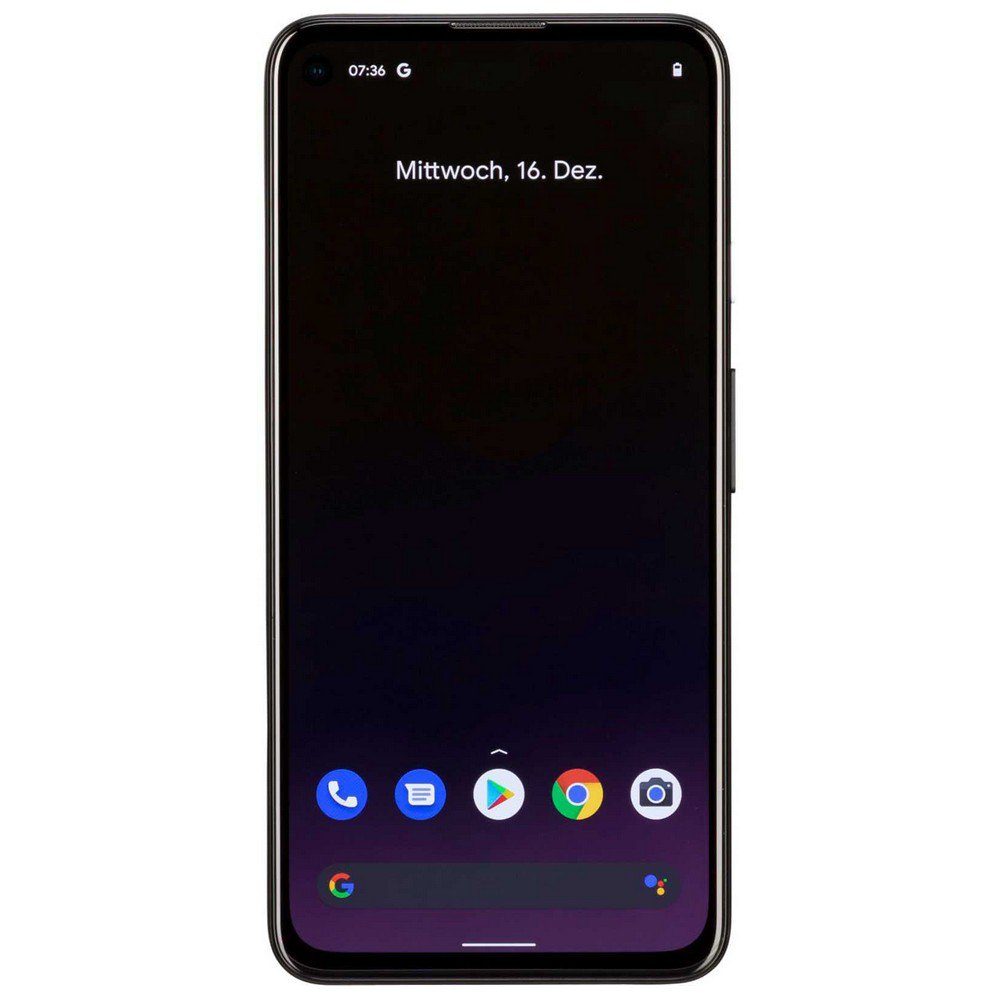 07:36 G
Mittwoch, 16. Dez.
G